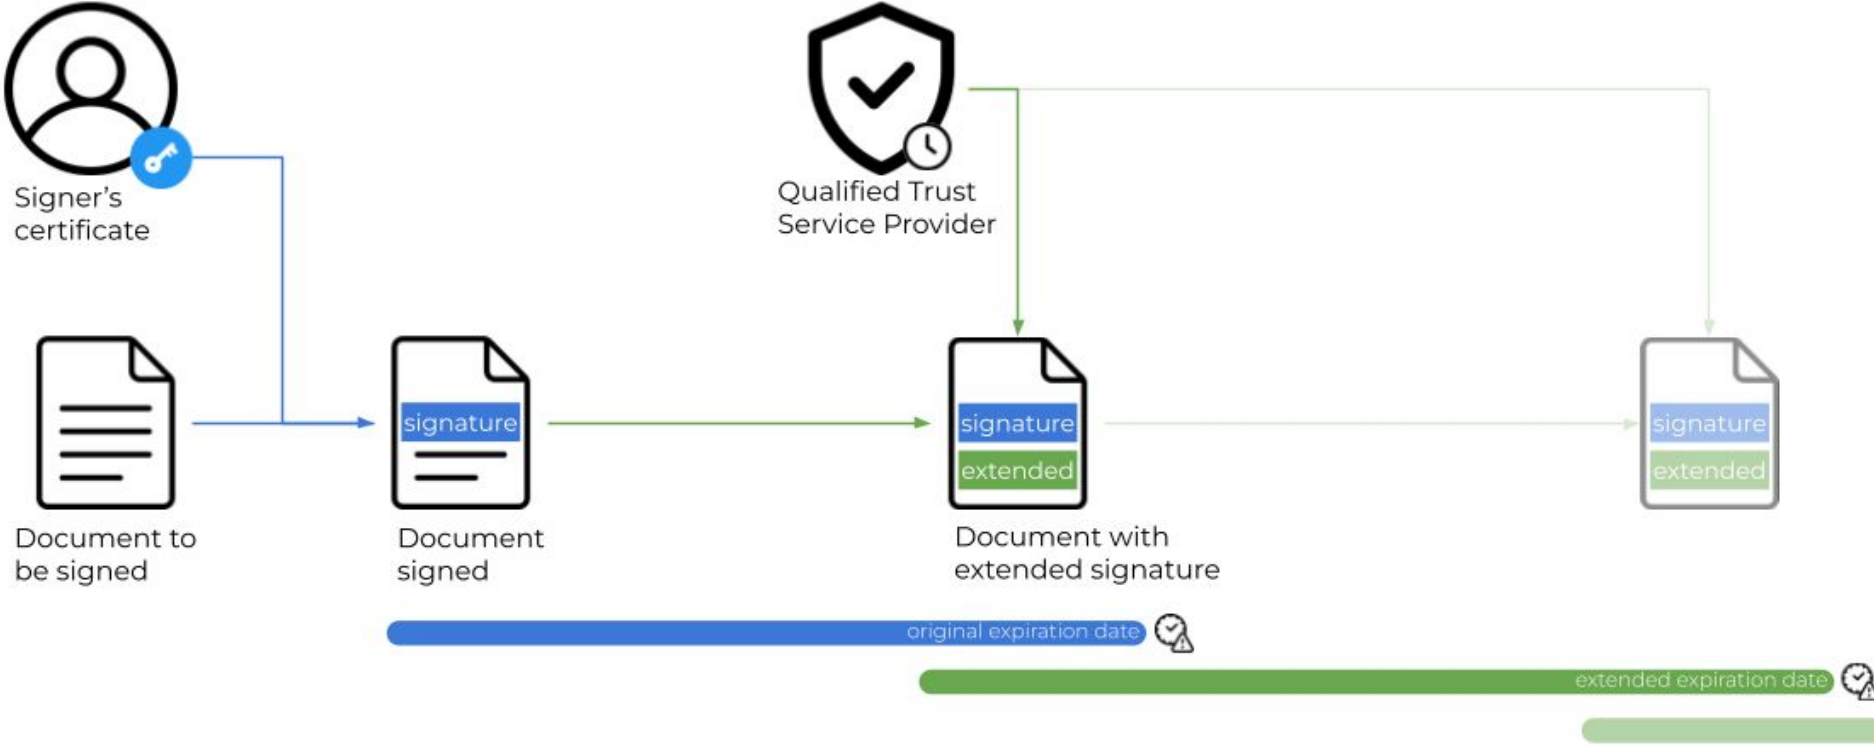 Signer's
certificate
Qualified Trust
Service Provider
signature
signature
extended
signature
extended
Document to
be signed
Document
signed
Document with
extended signature
original expiration date
extended expiration date